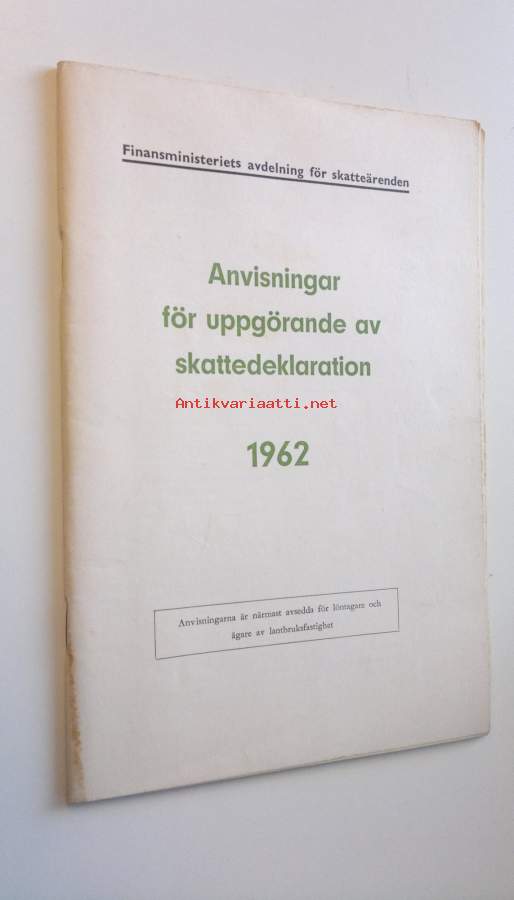 Finansministeriets avdelning för skatteärenden
Anvisningar
för uppgörande av
skattedeklaration
Antikvariaatti.net
1962
Anvisningarna är närmast avsedda för löntagare och
ägare av lantbruksfastighet